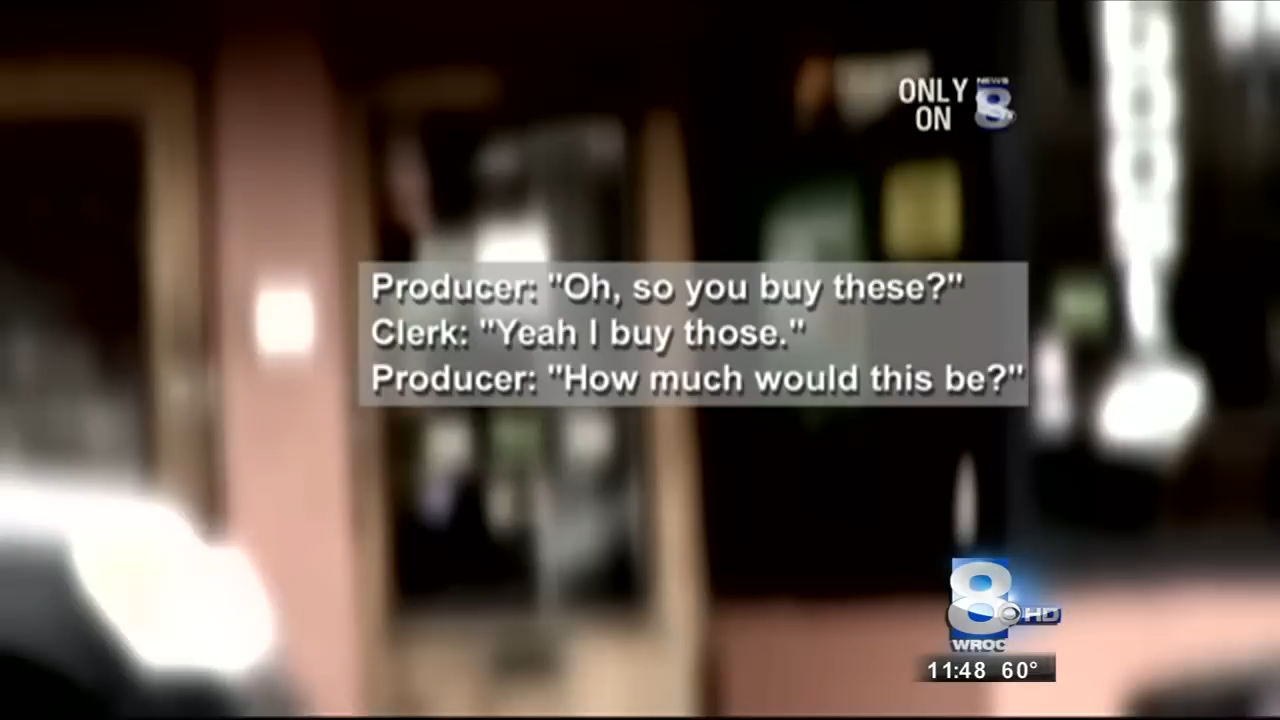 ONLY
ON
NEWS
8
Producer: "Oh, so you buy these?"
Clerk: "Yeah I buy those."
Producer: "How much would this be?"
8
HD
WROC
11:48 60°